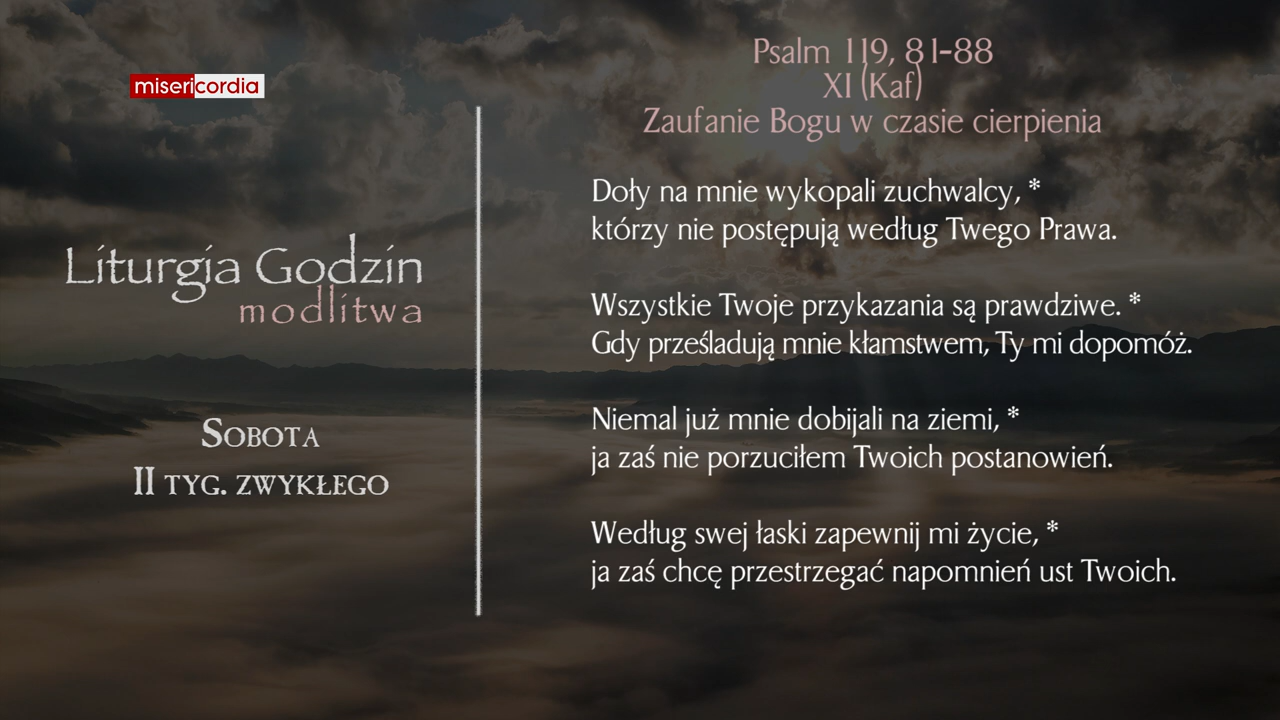 misericordia
Liturgia Godzin
modlitwa
Sobota
II tyg. zwykłego
Psalm 119, 81-88
XI (Kaf)
Zaufanie Bogu w czasie cierpienia
Doły na mnie wykopali zuchwalcy, *
którzy nie postępują według Twego Prawa.
Wszystkie Twoje przykazania są prawdziwe. *
Gdy prześladują mnie kłamstwem, Ty mi dopomóż.
Niemal już mnie dobijali na ziemi, *
ja zaś nie porzuciłem Twoich postanowień.
Według swej łaski zapewnij mi życie, *
ja zaś chcę przestrzegać napomnień ust Twoich.